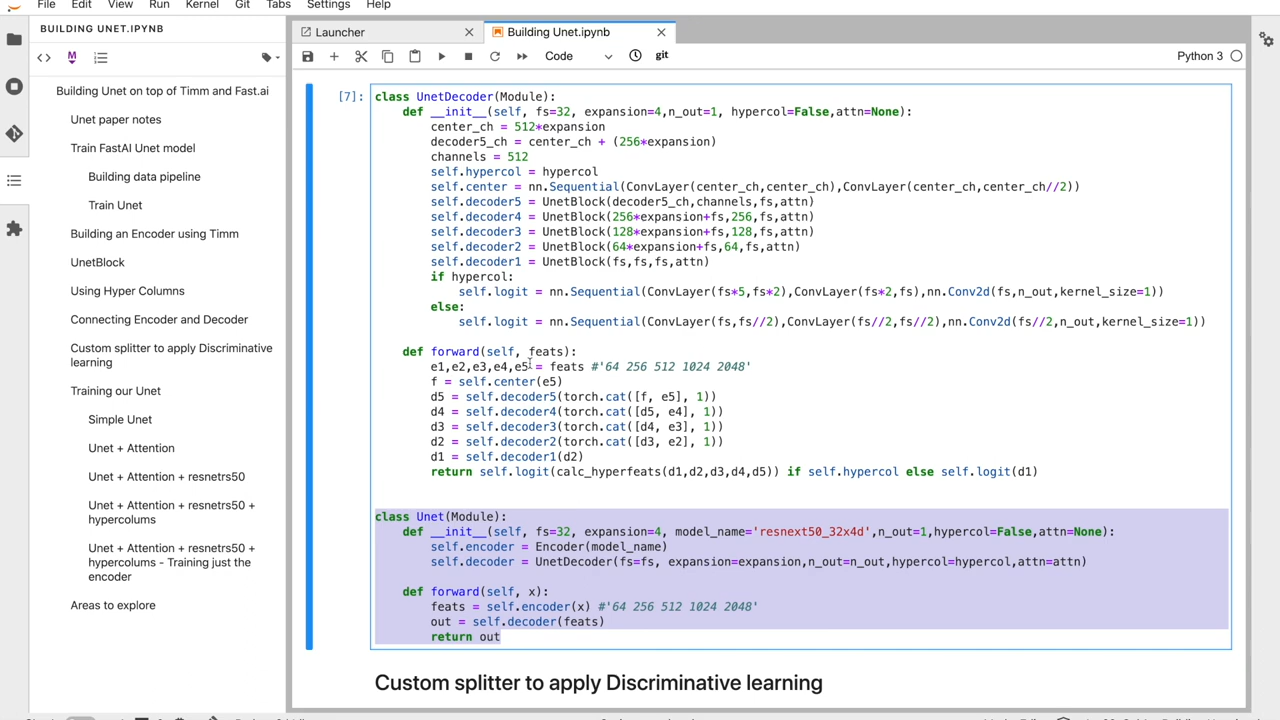 File Edit View Run Kernel Git Tabs Settings Help
BUILDING UNET.IPYNB
Building Unet on top of Timm and Fast.ai
Unet paper notes
Train FastAI Unet model
Building data pipeline
Train Unet
Building an Encoder using Timm
UnetBlock
Using Hyper Columns
Connecting Encoder and Decoder
Custom splitter to apply Discriminative
learning
Training our Unet
Simple Unet
Unet + Attention
Unet + Attention + resnetrs50
Unet + Attention + resnetrs50 +
hypercolums
Unet + Attention + resnetrs50 +
hypercolums - Training just the
encoder
Areas to explore
Launcher
Building Unet.ipynb
Code
git
Python 3
[7]:
class UnetDecoder(Module):
    def __init__(self, fs=32, expansion=4,n_out=1, hypercol=False,attn=None):
        center_ch = 512*expansion
        decoder5_ch = center_ch + (256*expansion)
        channels = 512
        self.hypercol = hypercol
        self.center = nn.Sequential(ConvLayer(center_ch,center_ch),ConvLayer(center_ch,center_ch//2))
        self.decoder5 = UnetBlock(decoder5_ch,channels,fs,attn)
        self.decoder4 = UnetBlock(256*expansion+fs,256,fs,attn)
        self.decoder3 = UnetBlock(128*expansion+fs,128,fs,attn)
        self.decoder2 = UnetBlock(64*expansion+fs,64,fs,attn)
        self.decoder1 = UnetBlock(fs,fs,fs,attn)
        if hypercol:
            self.logit = nn.Sequential(ConvLayer(fs*5,fs*2),ConvLayer(fs*2,fs),nn.Conv2d(fs,n_out,kernel_size=1))
        else:
            self.logit = nn.Sequential(ConvLayer(fs,fs//2),ConvLayer(fs//2,fs//2),nn.Conv2d(fs//2,n_out,kernel_size=1))
    def forward(self, feats):
        e1,e2,e3,e4,e5 = feats #'64 256 512 1024 2048'
        f = self.center(e5)
        d5 = self.decoder5(torch.cat([f, e5], 1))
        d4 = self.decoder4(torch.cat([d5, e4], 1))
        d3 = self.decoder3(torch.cat([d4, e3], 1))
        d2 = self.decoder2(torch.cat([d3, e2], 1))
        d1 = self.decoder1(d2)
        return self.logit(calc_hyperfeats(d1,d2,d3,d4,d5)) if self.hypercol else self.logit(d1)
class Unet(Module):
    def __init__(self, fs=32, expansion=4, model_name='resnext50_32x4d',n_out=1,hypercol=False,attn=None):
        self.encoder = Encoder(model_name)
        self.decoder = UnetDecoder(fs=fs, expansion=expansion,n_out=n_out,hypercol=hypercol,attn=attn)
    def forward(self, x):
        feats = self.encoder(x) #'64 256 512 1024 2048'
        out = self.decoder(feats)
        return out
Custom splitter to apply Discriminative learning